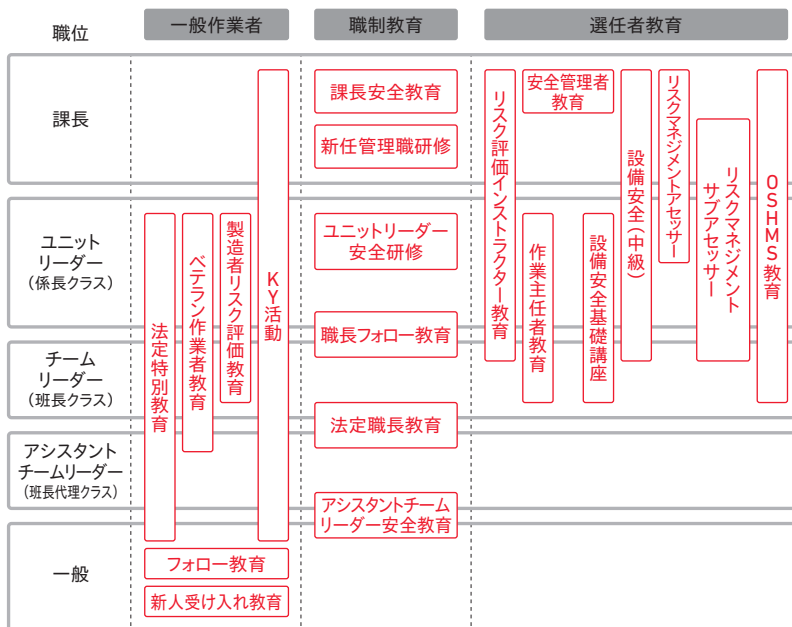 職位
一般作業者
職制教育
選任者教育
課長
ユニット
リーダー
(係長クラス)
チーム
リーダー
(班長クラス)
アシスタント
チームリーダー
(班長代理クラス)
一般
法定特別教育
ベテラン作業者教育
製造者リスク評価教育
KY活動
フォロー教育
新人受け入れ教育
課長安全教育
新任管理職研修
ユニットリーダー
安全研修
職長フォロー教育
法定職長教育
アシスタントチーム
リーダー安全教育
リスク評価インストラクター教育
安全管理者
教育
作業主任者教育
設備安全基礎講座
設備安全(中級)
リスクマネジメントアセッサー
リスクマネジメント
サブアセッサー
OSHMS教育